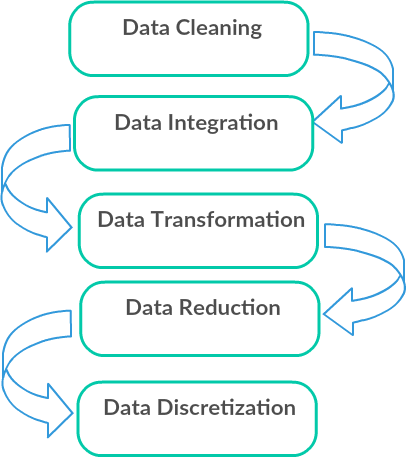 Data Cleaning
Data Integration
Data Transformation
Data Reduction
Data Discretization